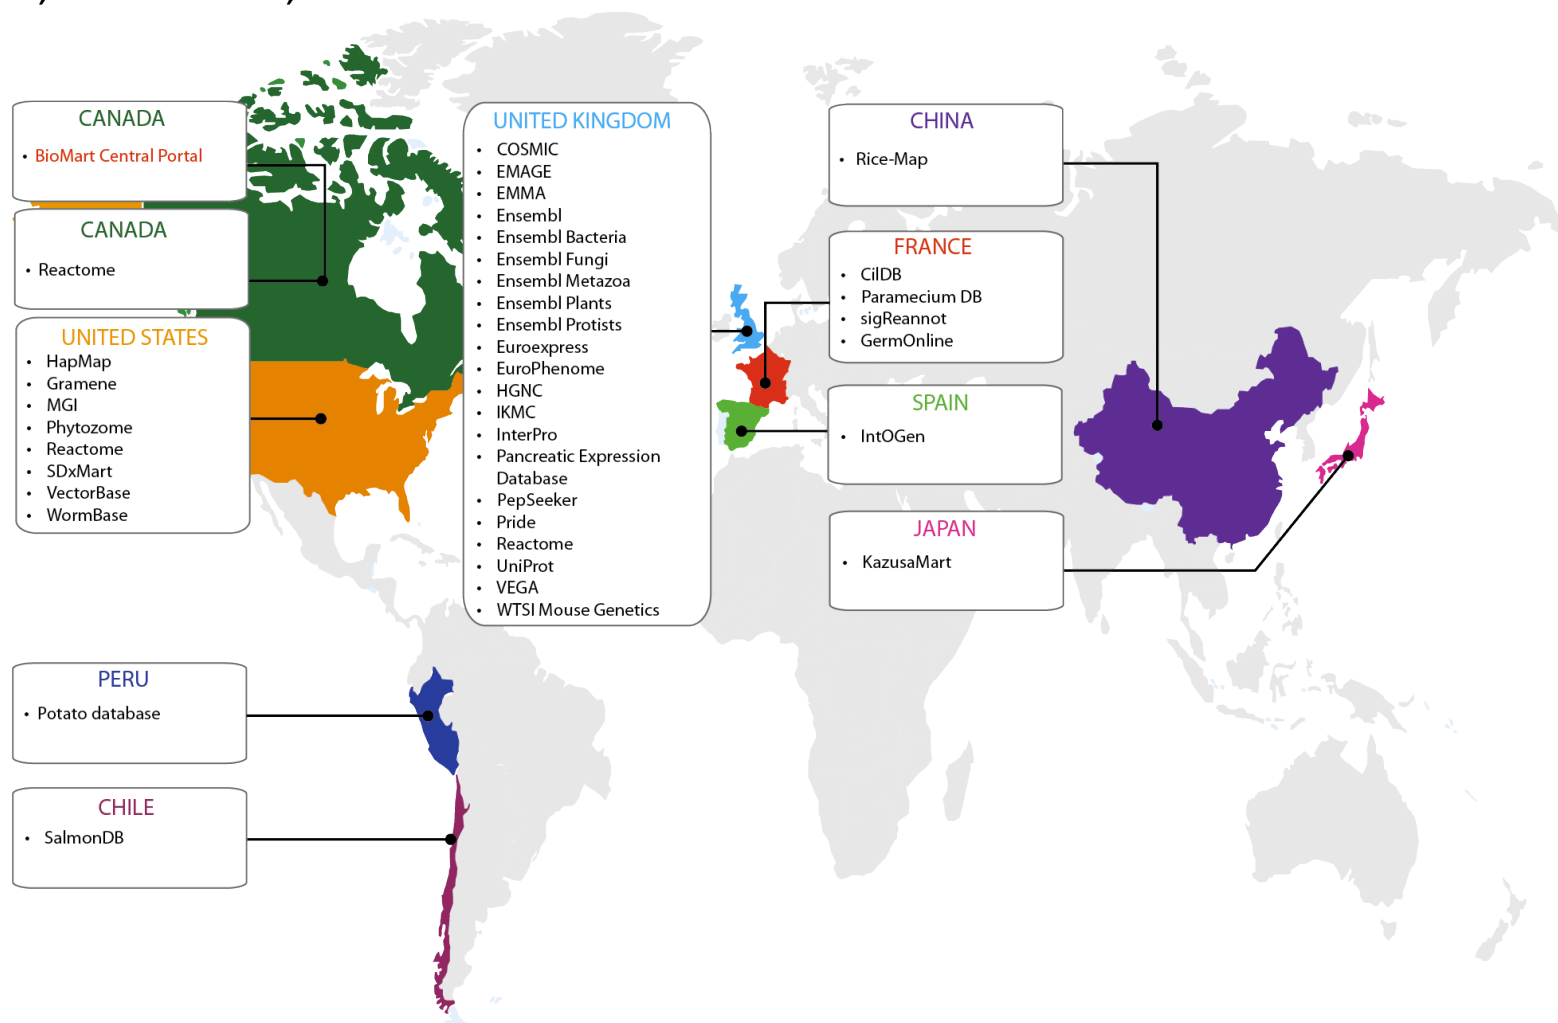 CANADA
• BioMart Central Portal
CANADA
• Reactome
UNITED STATES
• HapMap
• Gramene
• MGI
• Phytozome
• Reactome
• SDxMart
• VectorBase
• WormBase
PERU
• Potato database
CHILE
• SalmonDB
UNITED KINGDOM
• COSMIC
• EMAGE
• EMMA
• Ensembl
• Ensembl Bacteria
• Ensembl Fungi
• Ensembl Metazoa
• Ensembl Plants
• Ensembl Protists
• Euroexpress
• EuroPhenome
• HGNC
• IKMC
• InterPro
• Pancreatic Expression
Database
• PepSeeker
• Pride
• Reactome
• UniProt
• VEGA
• WTSI Mouse Genetics
CHINA
• Rice-Map
FRANCE
• CilDB
• Paramecium DB
• sigReannot
• GermOnline
SPAIN
• IntOGen
JAPAN
• KazusaMart